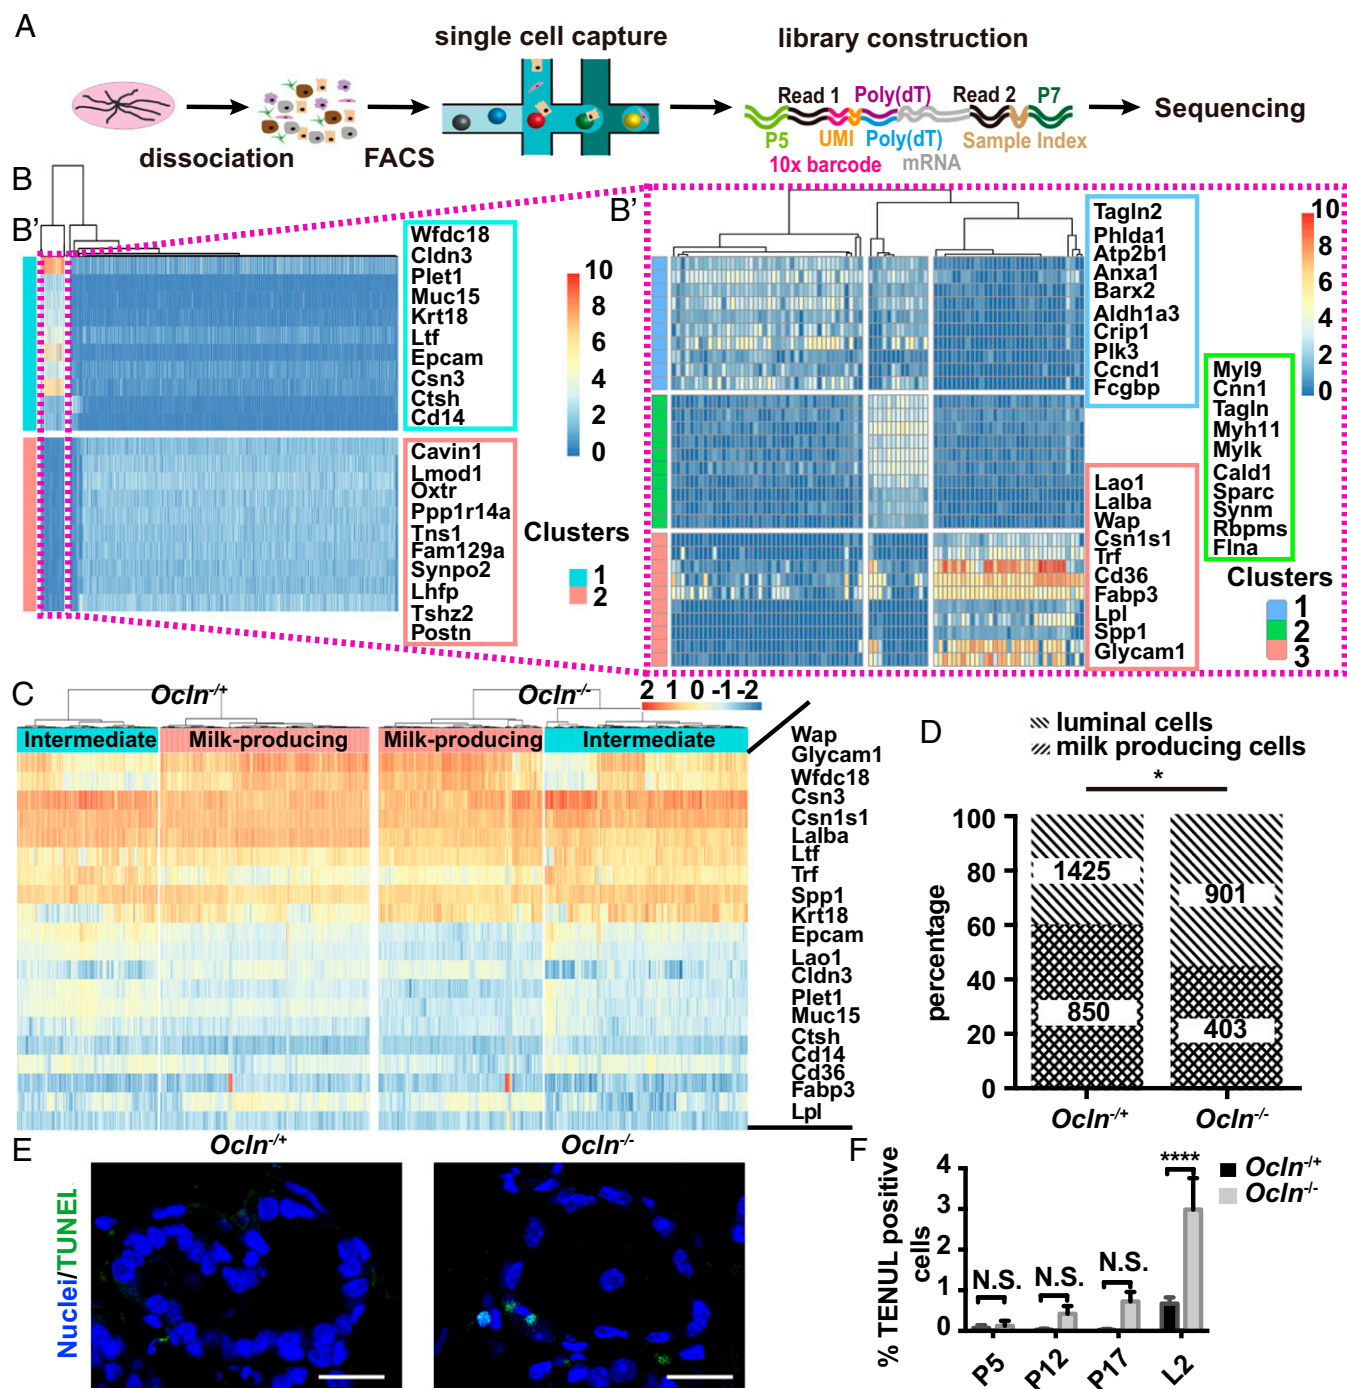 A
single cell capture
library construction
Read 1
Poly(dT)
Read 2
P7
Sequencing
P5
UMI
Poly(dT)
Sample Index
10x barcode
mRNA
dissociation
FACS
B
B'
Wfdc18
Cldn3
Plet1
Muc15
Krt18
Ltf
Epcam
Csn3
Ctsh
Cd14
Cavin1
Lmod1
Oxtr
Ppp1r14a
Tns1
Fam129a
Synpo2
Lhfp
Tshz2
Postn
10
8
6
4
2
0
Clusters
1
2
B'
Tagln2
Phlda1
Atp2b1
Anxa1
Barx2
Aldh1a3
Crip1
Plk3
Ccnd1
Fcgbp
10
8
6
4
2
0
Myl9
Cnn1
Tagln
Myh11
Mylk
Cald1
Sparc
Synm
Rbpms
Flna
Lao1
Lalba
Wap
Csn1s1
Trf
Cd36
Fabp3
Lpl
Spp1
Glycam1
Clusters
1
2
3
C
Ocln-/+
Ocln-/-
2 1 0 -1 -2
Intermediate
Milk-producing
Milk-producing
Intermediate
Wap
Glycam1
Wfdc18
Csn3
Csn1s1
Lalba
Ltf
Trf
Spp1
Krt18
Epcam
Lao1
Cldn3
Plet1
Muc15
Ctsh
Cd14
Cd36
Fabp3
Lpl
D
luminal cells
milk producing cells
*
percentage
100
80
60
40
20
0
1425
901
850
403
Ocln-/+
Ocln-/-
E
Ocln-/+
Ocln-/-
Nuclei/TUNEL
F
% TENUL positive
cells
4
3
2
1
0
N.S.
N.S.
N.S.
****
Ocln-/+
Ocln-/-
P5
P12
P17
L2